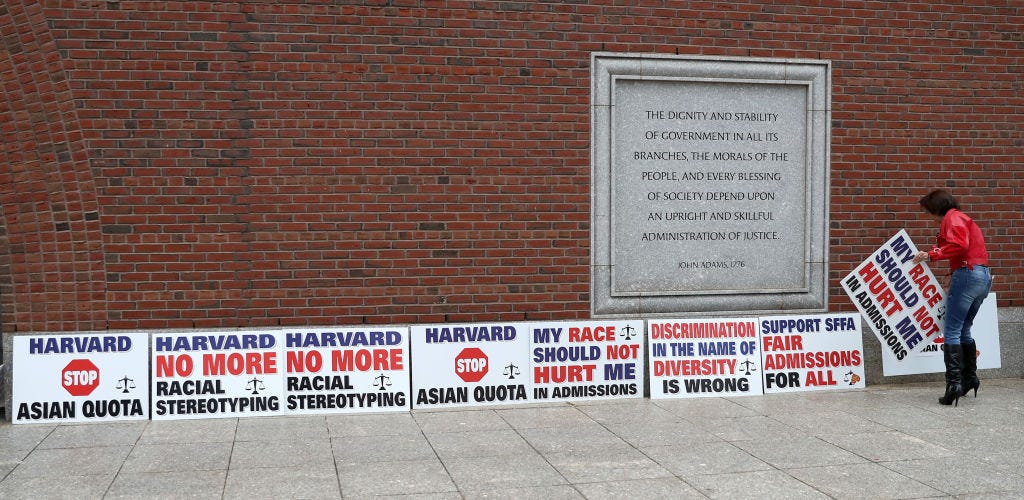 THE DIGNITY AND STABILITY
OF GOVERNMENT IN ALL ITS
BRANCHES, THE MORALS OF THE
PEOPLE, AND EVERY BLESSING
OF SOCIETY DEPEND UPON
AN UPRIGHT AND SKILLFUL
ADMINISTRATION OF JUSTICE.
JOHN ADAMS, 1776
HARVARD
STOP
ASIAN QUOTA
HARVARD
NO MORE
RACIAL
STEREOTYPING
HARVARD
NO MORE
RACIAL
STEREOTYPING
HARVARD
STOP
ASIAN QUOTA
MY RACE
SHOULD NOT
HURT ME
IN ADMISSIONS
DISCRIMINATION
IN THE NAME OF
DIVERSITY
IS WRONG
SUPPORT SFFA
FAIR
ADMISSIONS
FOR ALL
MY RACE
SHOULD NOT
HURT ME
IN ADMISSIONS